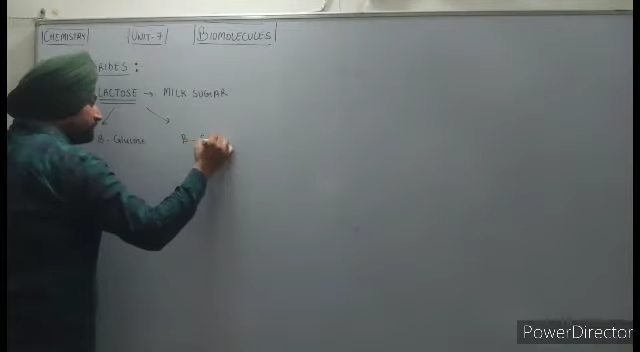 CHEMISTRY UNIT-7 BIOMOLECULES
RIDES :
LACTOSE → MILK SUGAR
β- GLUCOSE β-
PowerDirector